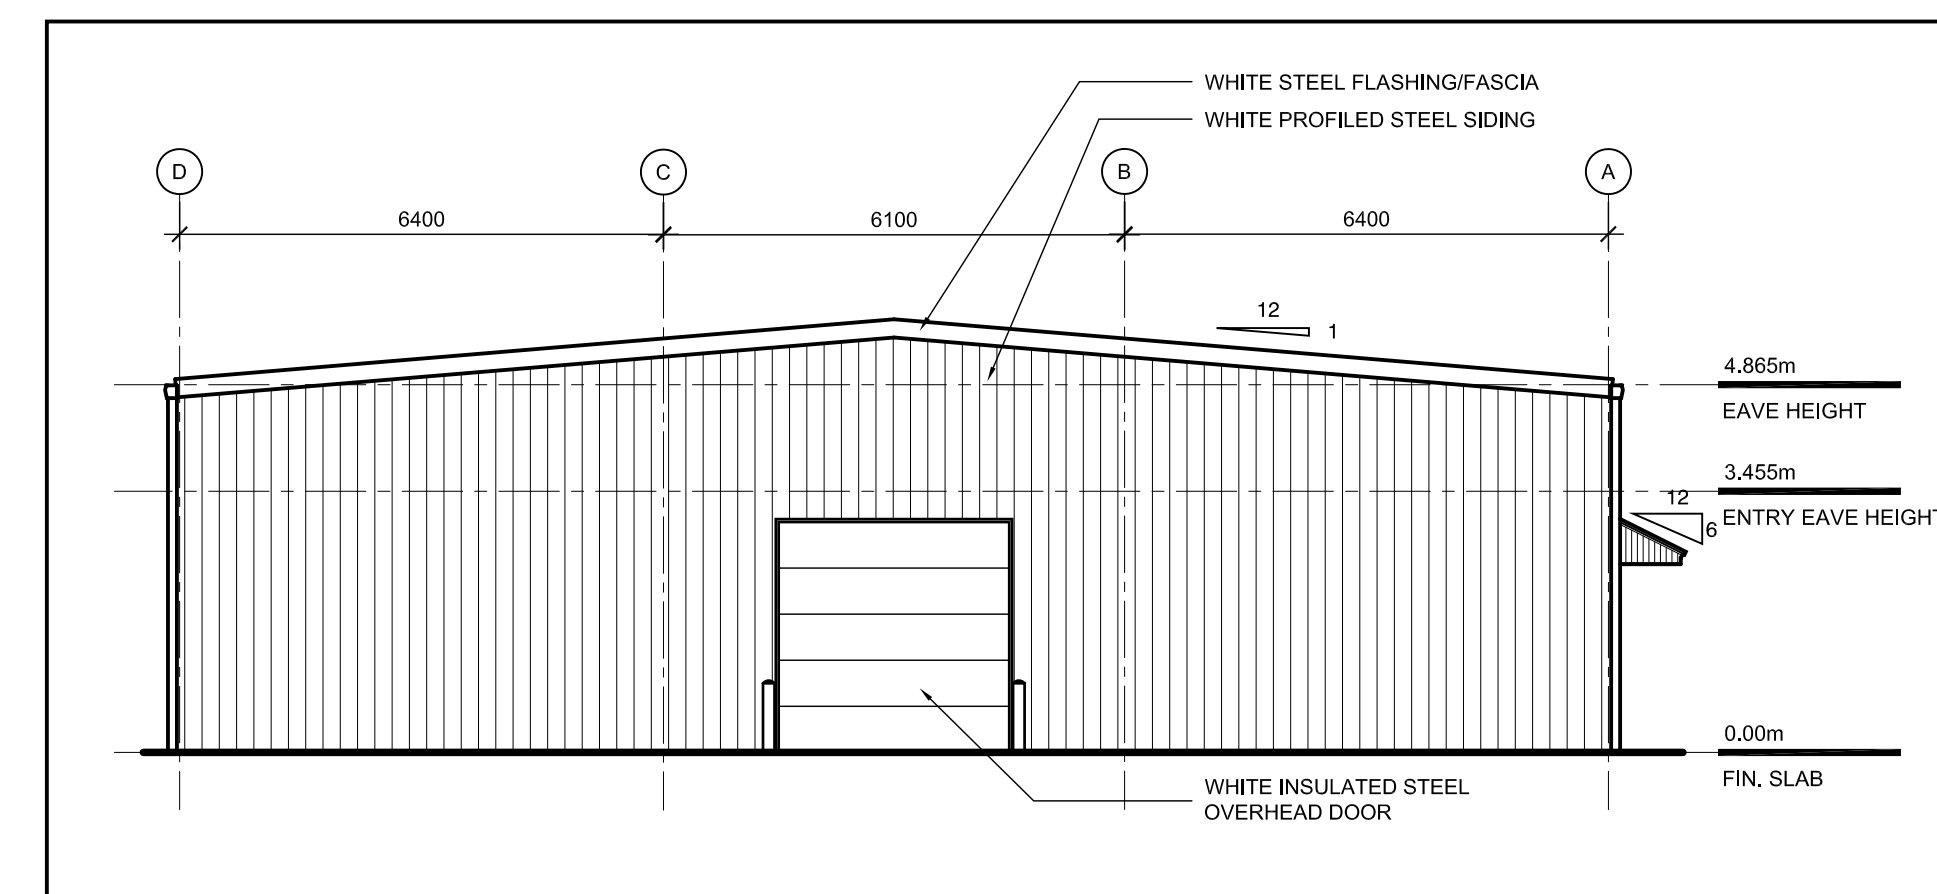 WHITE STEEL FLASHING/FASCIA
WHITE PROFILED STEEL SIDING
D
C
B
A
6400
6100
6400
12
1
4.865m
EAVE HEIGHT
3.455m
12
6
ENTRY EAVE HEIGHT
0.00m
FIN. SLAB
WHITE INSULATED STEEL
OVERHEAD DOOR